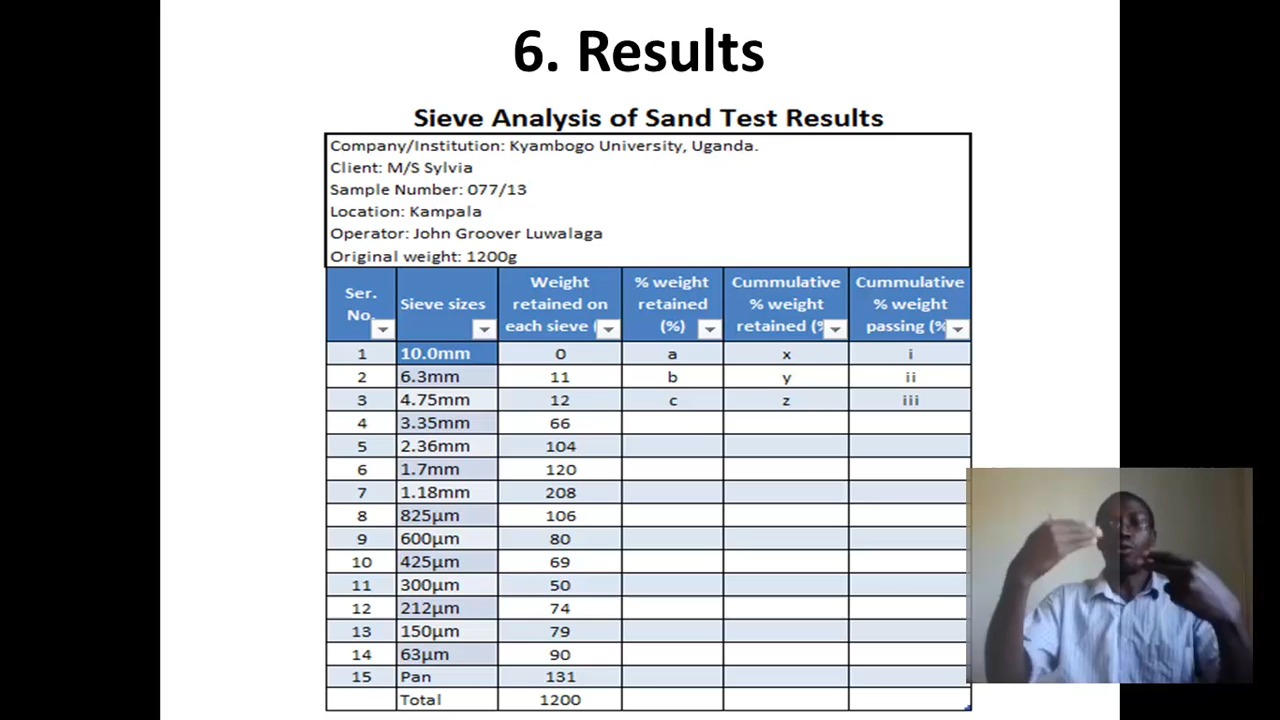 6. Results
Sieve Analysis of Sand Test Results
Company/Institution: Kyambogo University, Uganda.
Client: M/S Sylvia
Sample Number: 077/13
Location: Kampala
Operator: John Groover Luwalaga
Original weight: 1200g
Ser. No. Sieve sizes Weight retained on each sieve ( % weight retained (%) Cummulative % weight retained (% Cummulative % weight passing (%
1 10.0mm 0 a x i
2 6.3mm 11 b y ii
3 4.75mm 12 c z iii
4 3.35mm 66
5 2.36mm 104
6 1.7mm 120
7 1.18mm 208
8 825µm 106
9 600µm 80
10 425µm 69
11 300µm 50
12 212µm 74
13 150µm 79
14 63µm 90
15 Pan 131
Total 1200